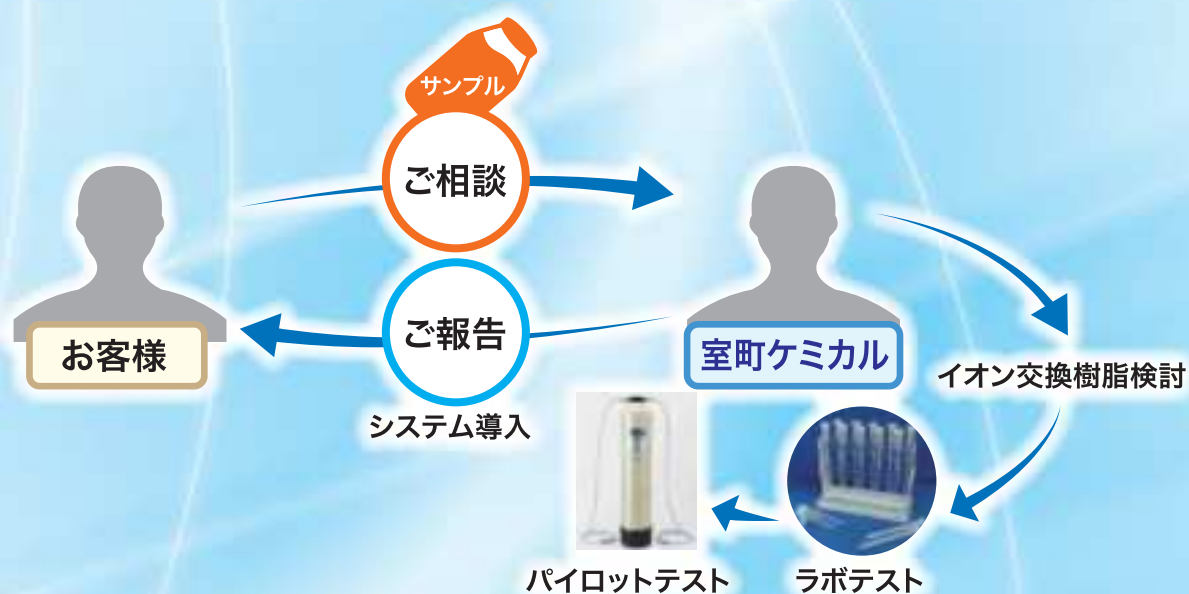 サンプル
ご相談
お客様
ご報告
システム導入
室町ケミカル
イオン交換樹脂検討
ラボテスト
パイロットテスト